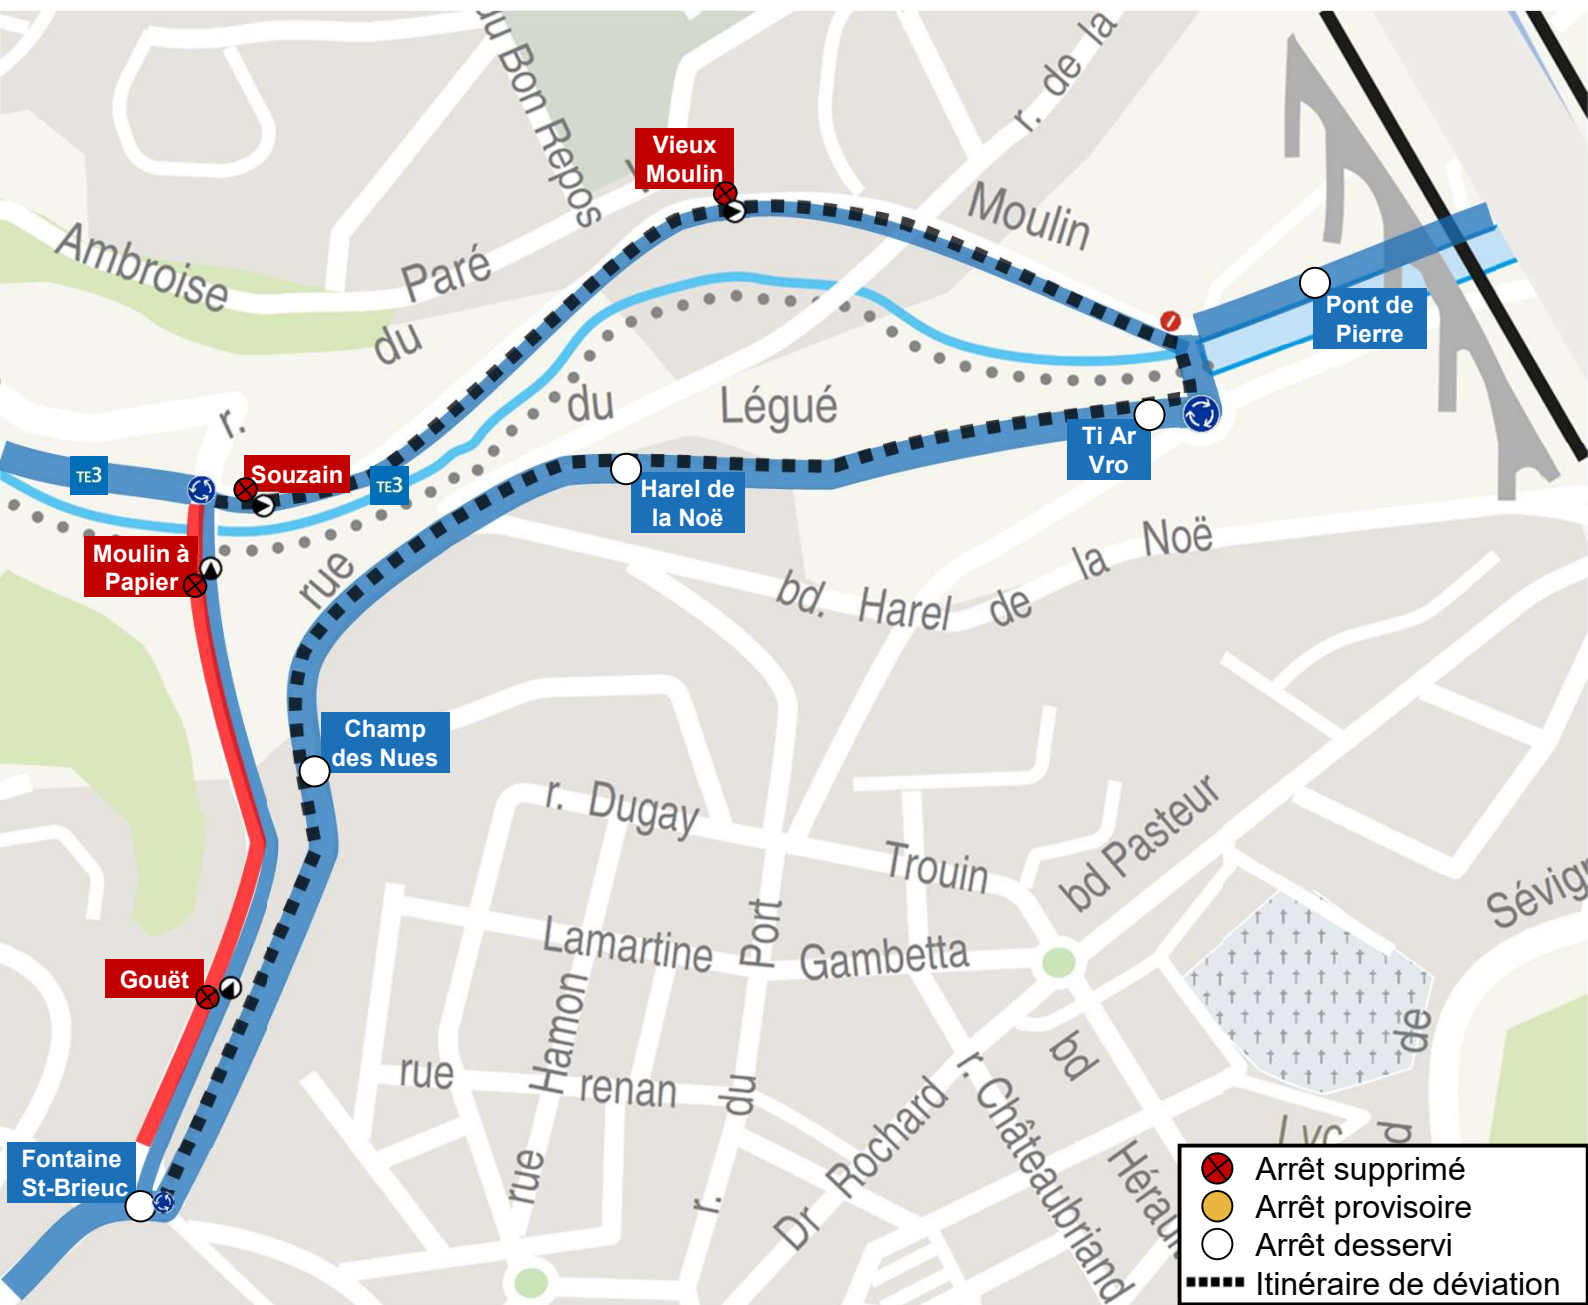 du Bon Repos
r. de la
Vieux
Moulin
Moulin
Ambroise
Paré
du
Pont de
Pierre
r.
du
Légué
Ti Ar
Vro
TE3
Souzain
TE3
Harel de
la Noë
Moulin à
Papier
rue
bd. Harel de la Noë
Champ
des Nues
r. Dugay
Trouin
bd Pasteur
Sévign
Lamartine
Port
Gambetta
Gouët
Hamon
de
rue
renan
du
bd
r. Châteaubriand
Dr Rochard
Lyc
d
Fontaine
St-Brieuc
rue
r.
Hérau
Arrêt supprimé
Arrêt provisoire
Arrêt desservi
Itinéraire de déviation